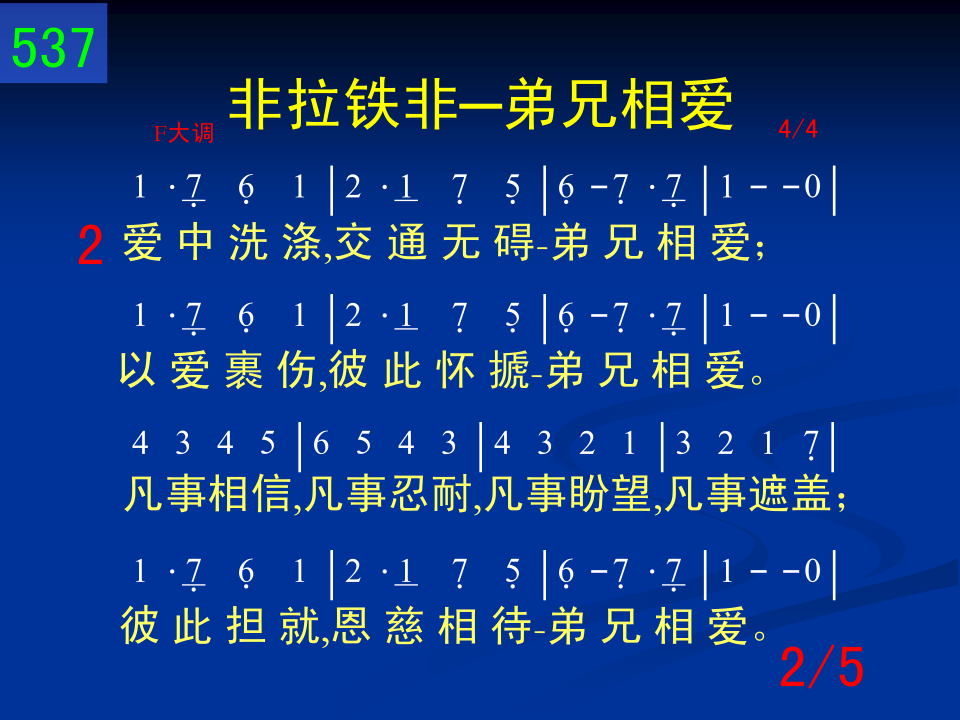 537
非拉铁非—弟兄相爱
F大调 4/4
1 · 7̣ 6̣ 1 | 2 · 1 7̣ 5̣ | 6̣ - 7̣ · 7̣ | 1 - - 0 |
2 爱中洗涤,交通无碍-弟兄相爱；
1 · 7̣ 6̣ 1 | 2 · 1 7̣ 5̣ | 6̣ - 7̣ · 7̣ | 1 - - 0 |
以爱裹伤,彼此怀搋-弟兄相爱。
4 3 4 5 | 6 5 4 3 | 4 3 2 1 | 3 2 1 7̣ |
凡事相信,凡事忍耐,凡事盼望,凡事遮盖；
1 · 7̣ 6̣ 1 | 2 · 1 7̣ 5̣ | 6̣ - 7̣ · 7̣ | 1 - - 0 |
彼此担就,恩慈相待-弟兄相爱。
2/5